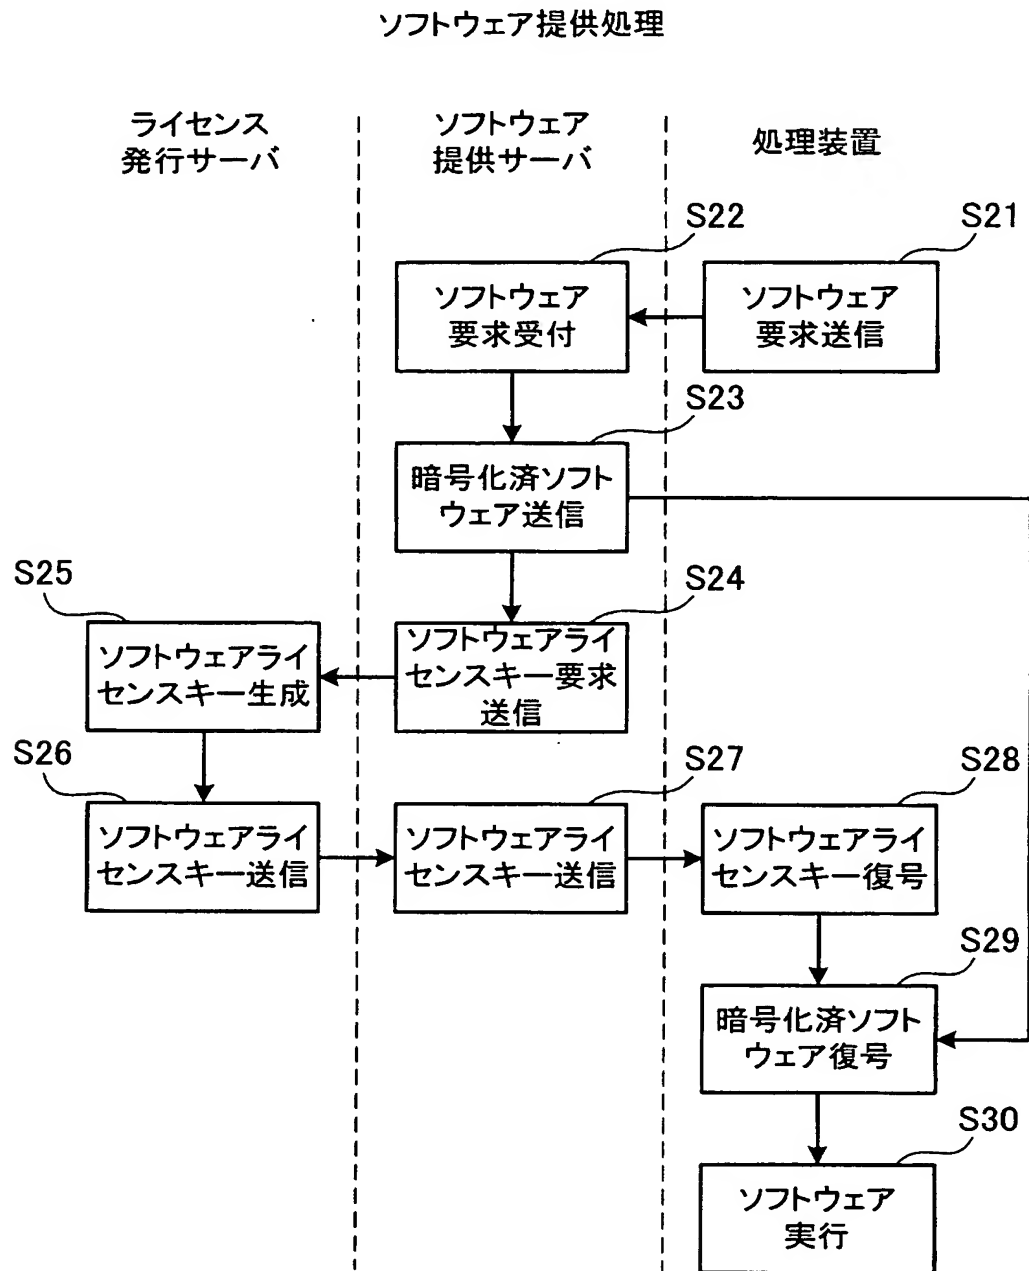 ソフトウェア提供処理
ライセンス
発行サーバ
ソフトウェア
提供サーバ
処理装置
S22
S21
ソフトウェア
要求受付
ソフトウェア
要求送信
S23
暗号化済ソフト
ウェア送信
S25
S24
ソフトウェアライ
センスキー生成
ソフトウェアライ
センスキー要求
送信
S26
S27
S28
ソフトウェアライ
センスキー送信
ソフトウェアライ
センスキー送信
ソフトウェアライ
センスキー復号
S29
暗号化済ソフト
ウェア復号
S30
ソフトウェア
実行